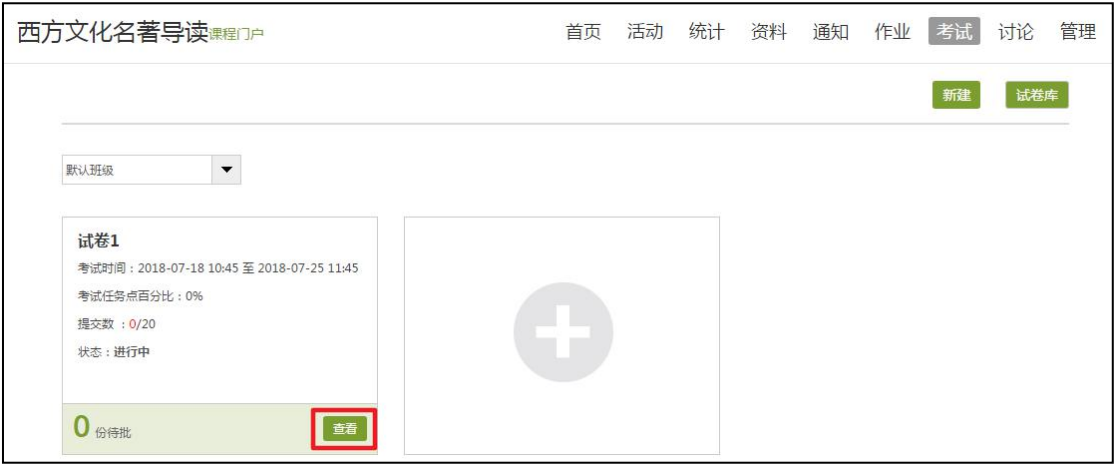 西方文化名著导读课程门户 首页 活动 统计 资料 通知 作业 考试 讨论 管理
新建 试卷库
默认班级
试卷1
考试时间：2018-07-18 10:45 至 2018-07-25 11:45
考试任务点百分比：0%
提交数 ：0/20
状态：进行中
0 份待批 查看